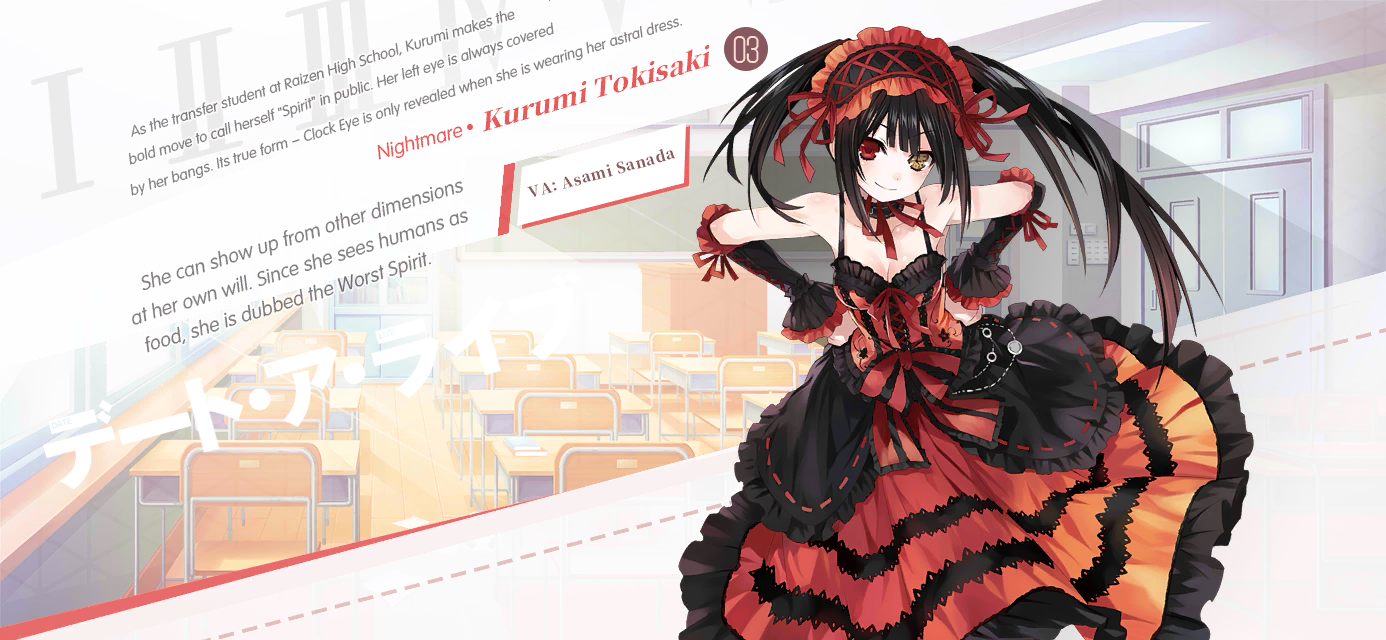 I II III IV V
As the transfer student at Raizen High School, Kurumi makes the
bold move to call herself "Spirit" in public. Her left eye is always covered
by her bangs. Its true form – Clock Eye is only revealed when she is wearing her astral dress.
Nightmare • Kurumi Tokisaki
03
VA: Asami Sanada
She can show up from other dimensions
at her own will. Since she sees humans as
food, she is dubbed the Worst Spirit.
デート・ア・ライブ
DATE